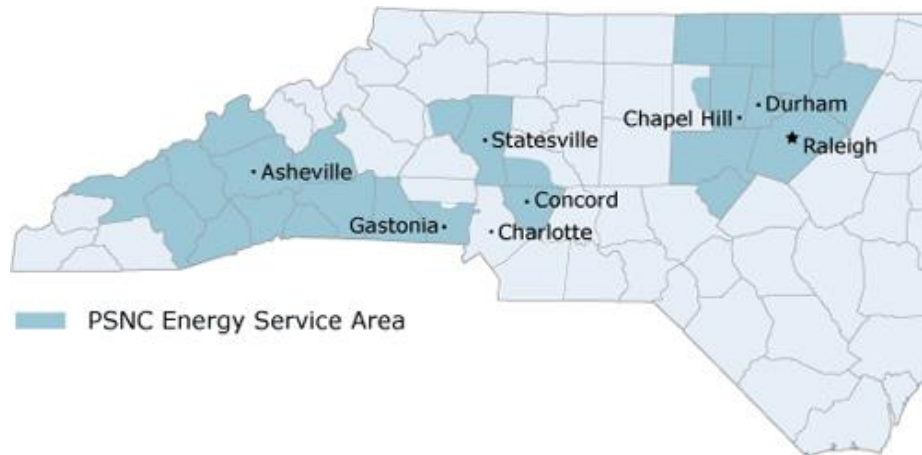 Durham
Chapel Hill
Raleigh
Statesville
Asheville
Concord
Gastonia
Charlotte
PSNC Energy Service Area